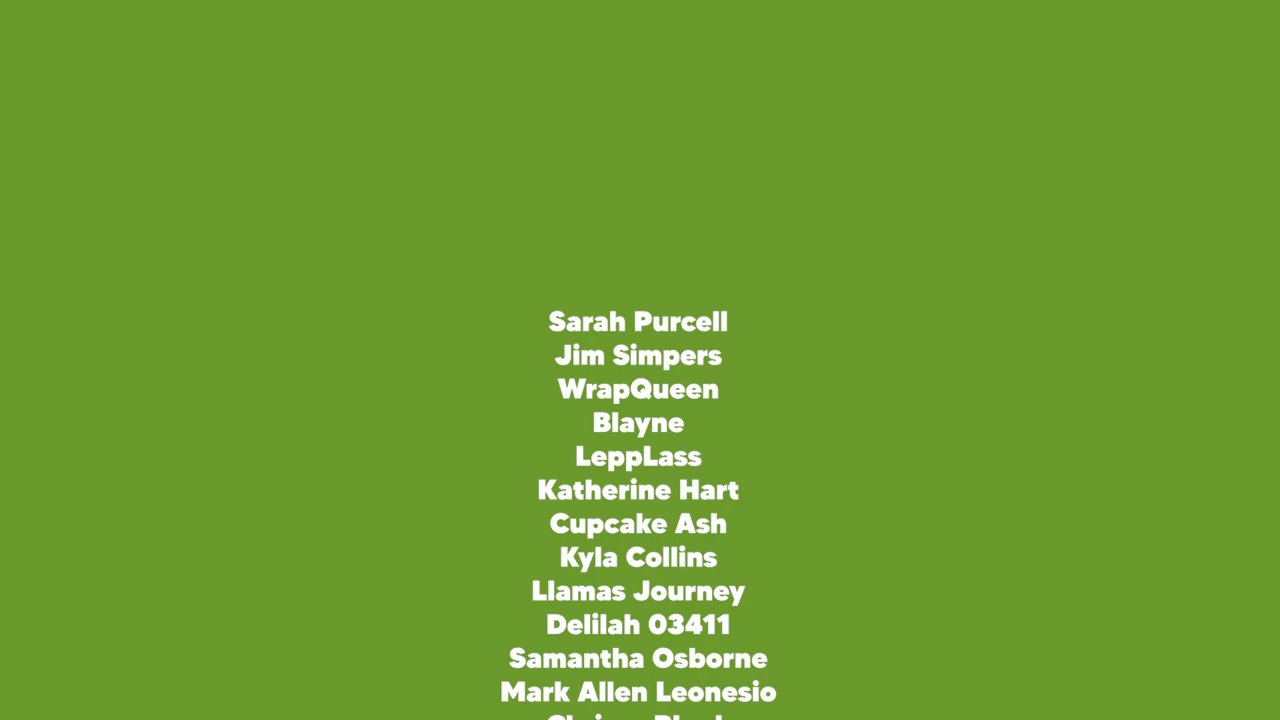 Sarah Purcell
Jim Simpers
WrapQueen
Blayne
LeppLass
Katherine Hart
Cupcake Ash
Kyla Collins
Llamas Journey
Delilah 03411
Samantha Osborne
Mark Allen Leonesio